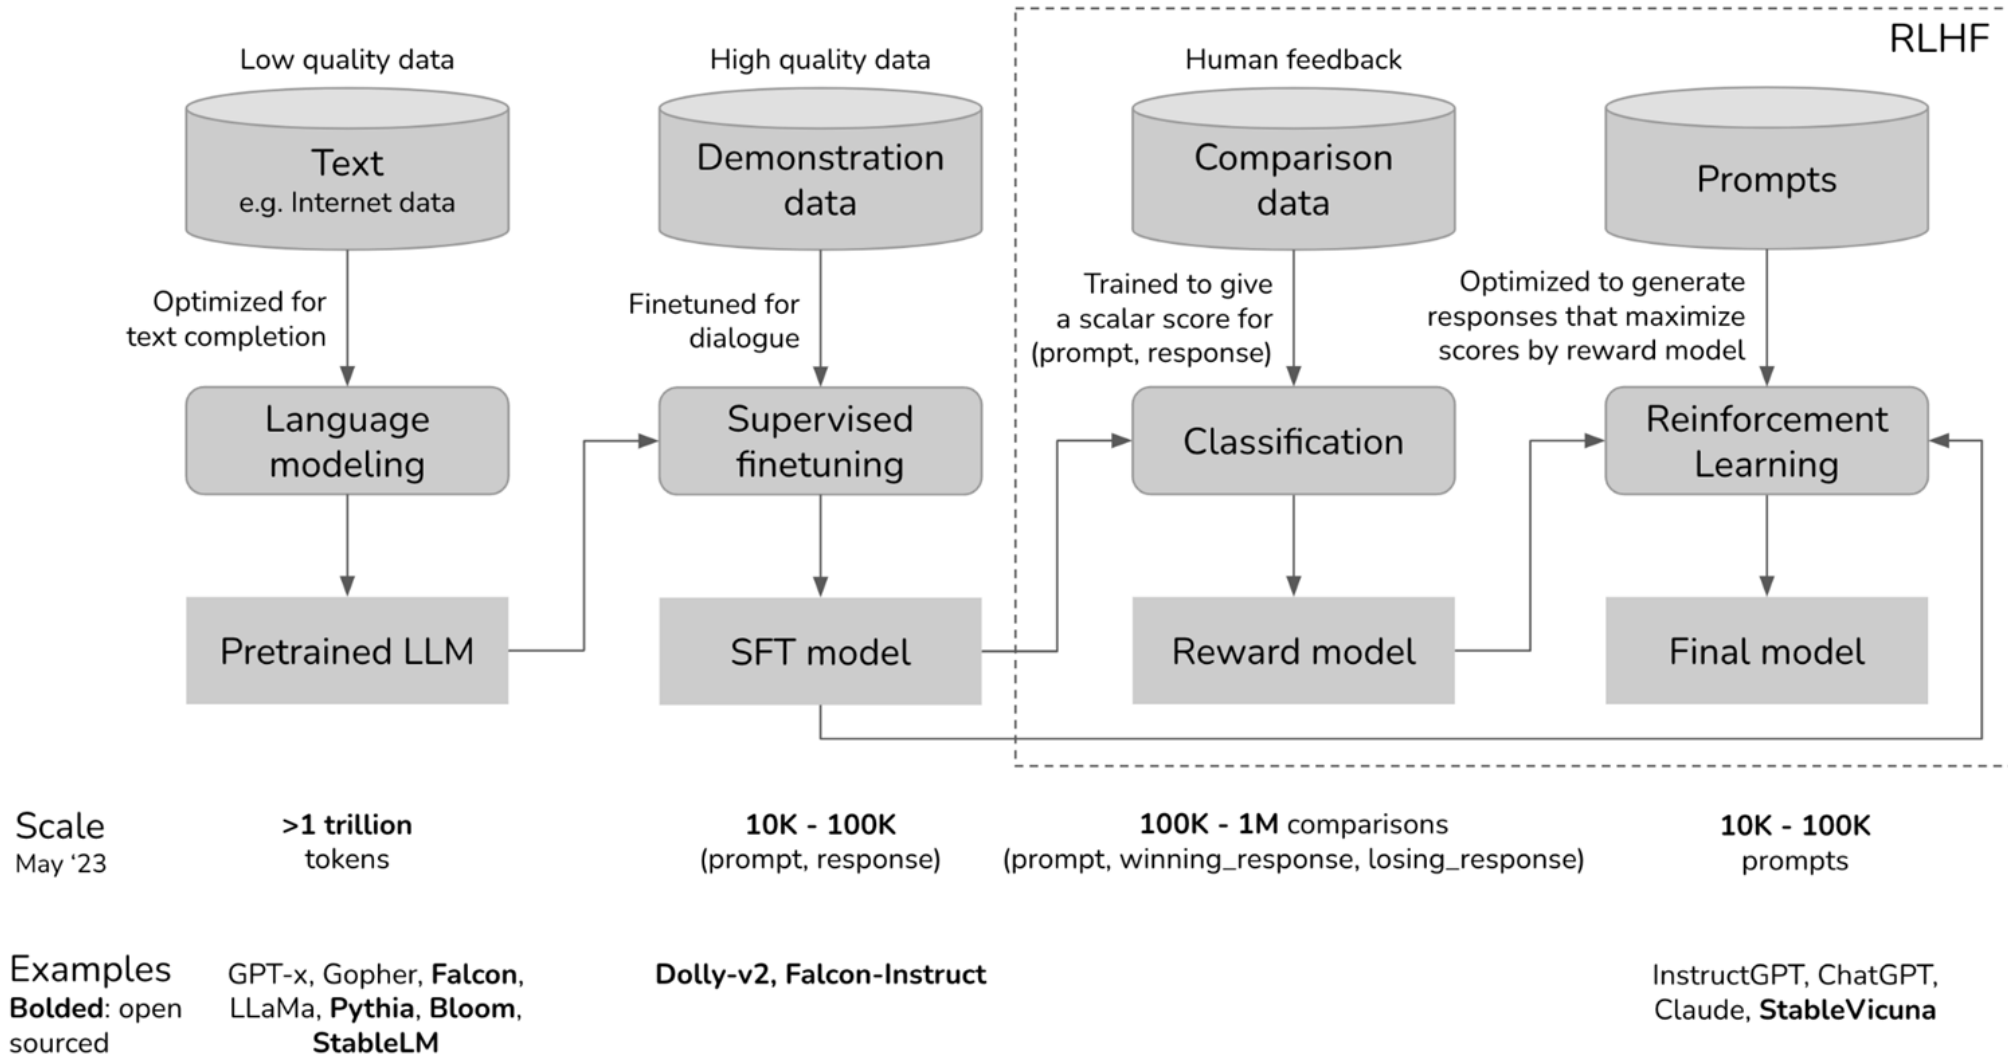 RLHF
Low quality data
High quality data
Human feedback
Text
e.g. Internet data
Demonstration
data
Comparison
data
Prompts
Optimized for
text completion
Finetuned for
dialogue
Trained to give
a scalar score for
(prompt, response)
Optimized to generate
responses that maximize
scores by reward model
Language
modeling
Supervised
finetuning
Classification
Reinforcement
Learning
Pretrained LLM
SFT model
Reward model
Final model
Scale
May ‘23
>1 trillion
tokens
10K - 100K
(prompt, response)
100K - 1M comparisons
(prompt, winning_response, losing_response)
10K - 100K
prompts
Examples
Bolded: open
sourced
GPT-x, Gopher, Falcon,
LLaMa, Pythia, Bloom,
StableLM
Dolly-v2, Falcon-Instruct
InstructGPT, ChatGPT,
Claude, StableVicuna